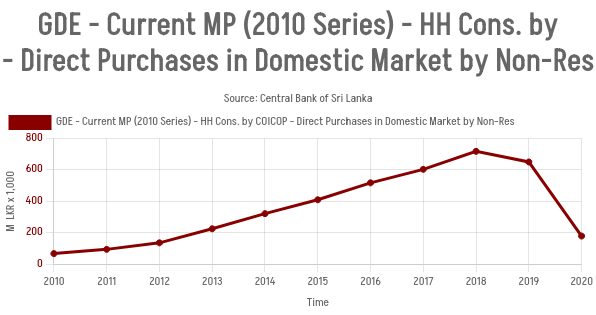 GDE - Current MP (2010 Series) - HH Cons. by
- Direct Purchases in Domestic Market by Non-Res
Source: Central Bank of Sri Lanka
GDE - Current MP (2010 Series) - HH Cons. by COICOP - Direct Purchases in Domestic Market by Non-Res
M LKR x 1,000
800
600
400
200
0
2010 2011 2012 2013 2014 2015 2016 2017 2018 2019 2020
Time